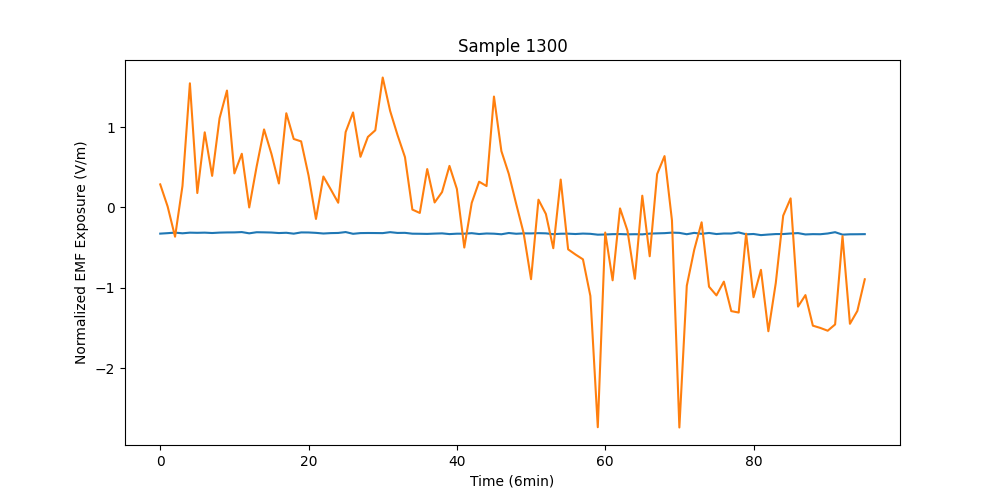 Sample 1300
Normalized EMF Exposure (V/m)
1
0
−1
−2
0 20 40 60 80
Time (6min)